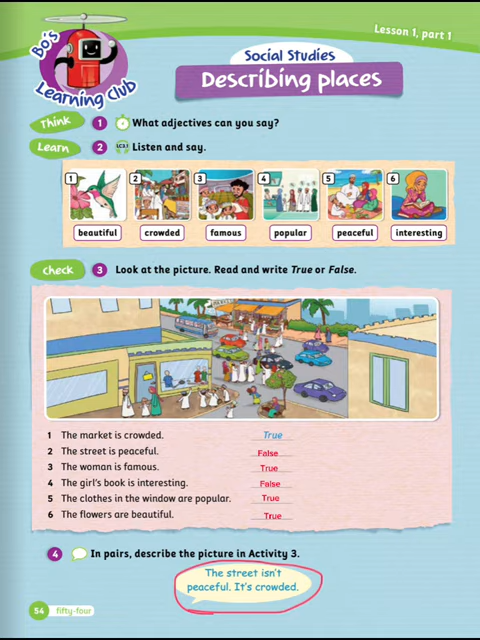 Lesson 1, part 1
Bo's
Learning Club
Social Studies
Describing places
Think 1 What adjectives can you say?
Learn 2 Listen and say.
1 2 3 4 5 6
beautiful crowded famous popular peaceful interesting
Check 3 Look at the picture. Read and write True or False.
1 The market is crowded. True
2 The street is peaceful. False
3 The woman is famous. True
4 The girl's book is interesting. False
5 The clothes in the window are popular. True
6 The flowers are beautiful. True
4 In pairs, describe the picture in Activity 3.
The street isn't
peaceful. It's crowded.
54 fifty-four